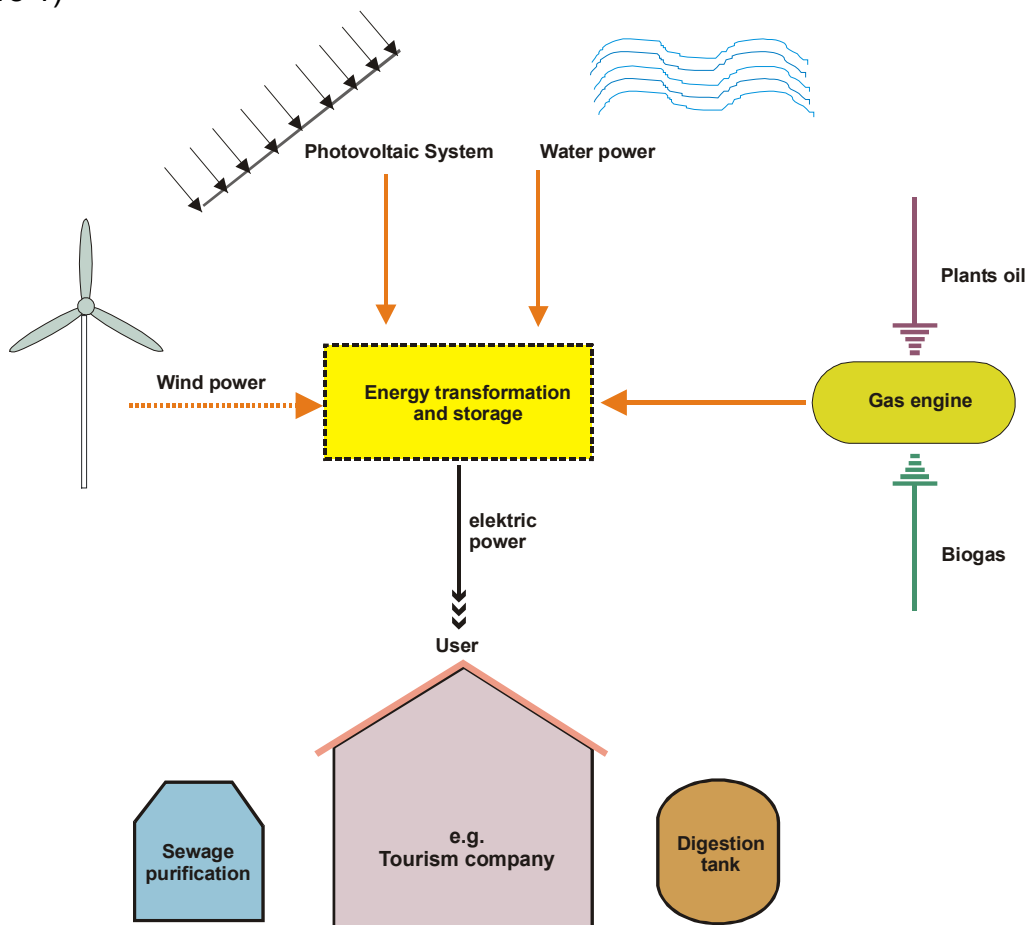 Photovoltaic System
Water power
Plants oil
Wind power
Energy transformation
and storage
Gas engine
elektric
power
Biogas
User
e.g.
Tourism company
Sewage
purification
Digestion
tank